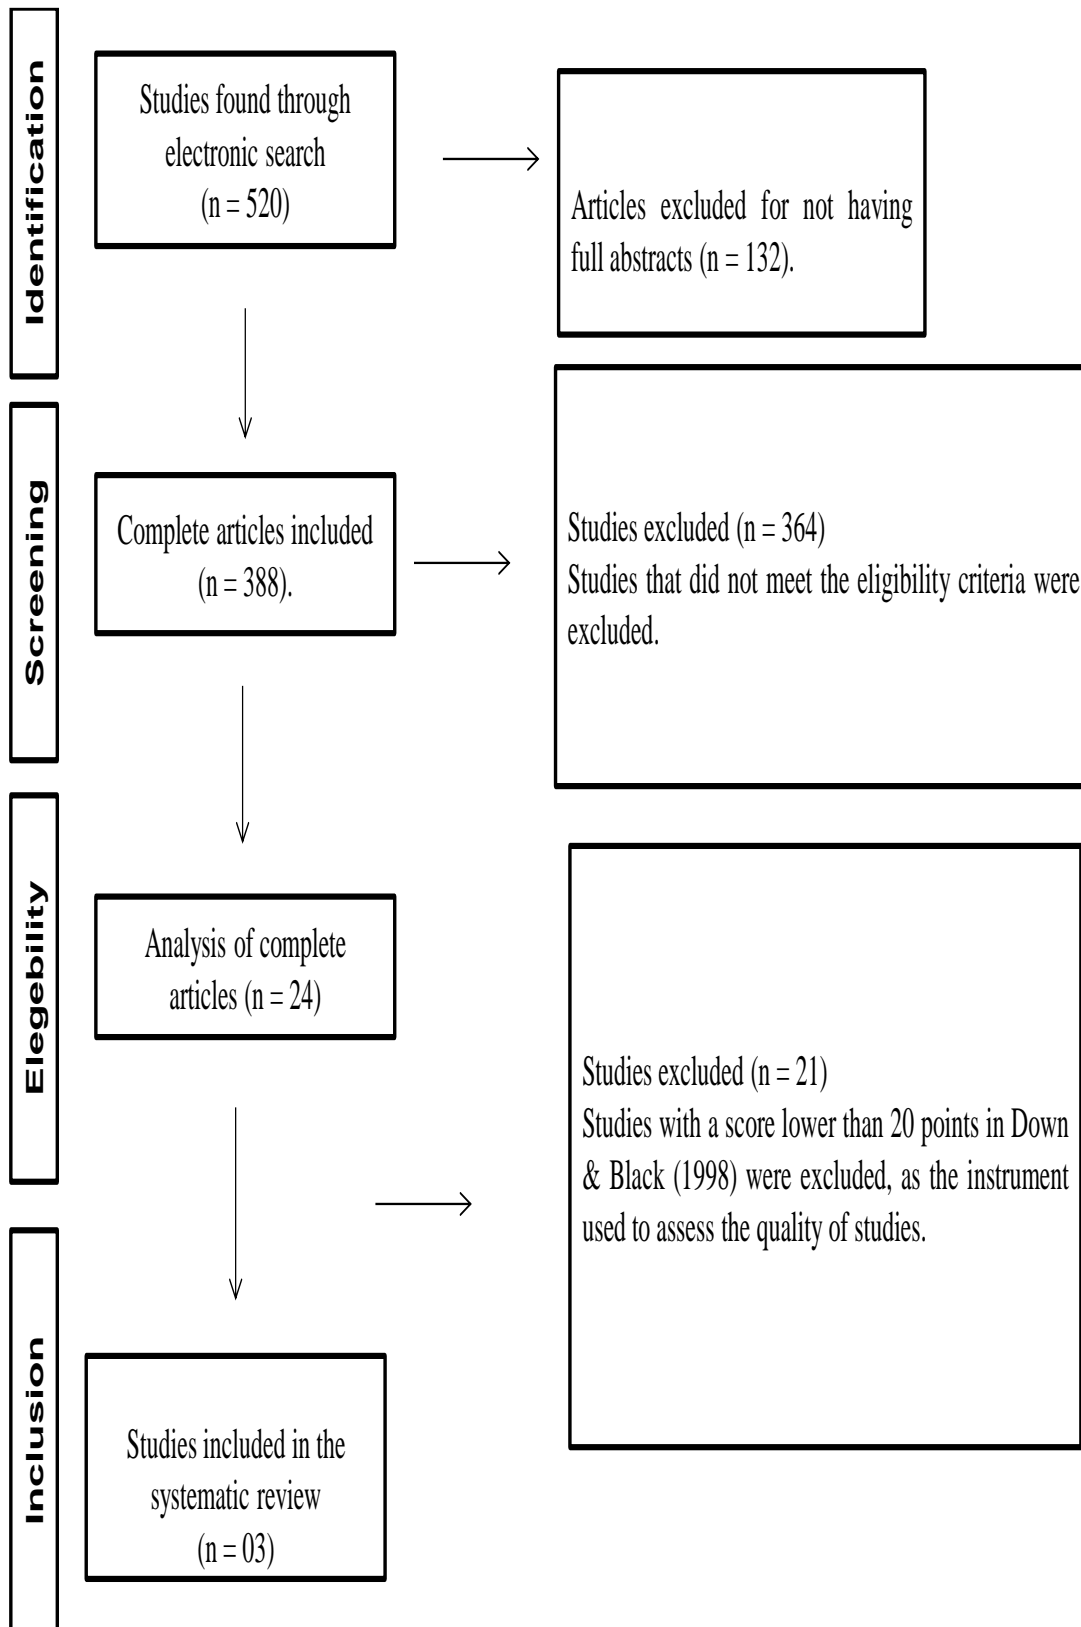 Identification
Studies found through
electronic search
(n = 520)
Articles excluded for not having
full abstracts (n = 132).
Screening
Complete articles included
(n = 388).
Studies excluded (n = 364)
Studies that did not meet the eligibility criteria were
excluded.
Elegebility
Analysis of complete
articles (n = 24)
Studies excluded (n = 21)
Studies with a score lower than 20 points in Down
& Black (1998) were excluded, as the instrument
used to assess the quality of studies.
Inclusion
Studies included in the
systematic review
(n = 03)